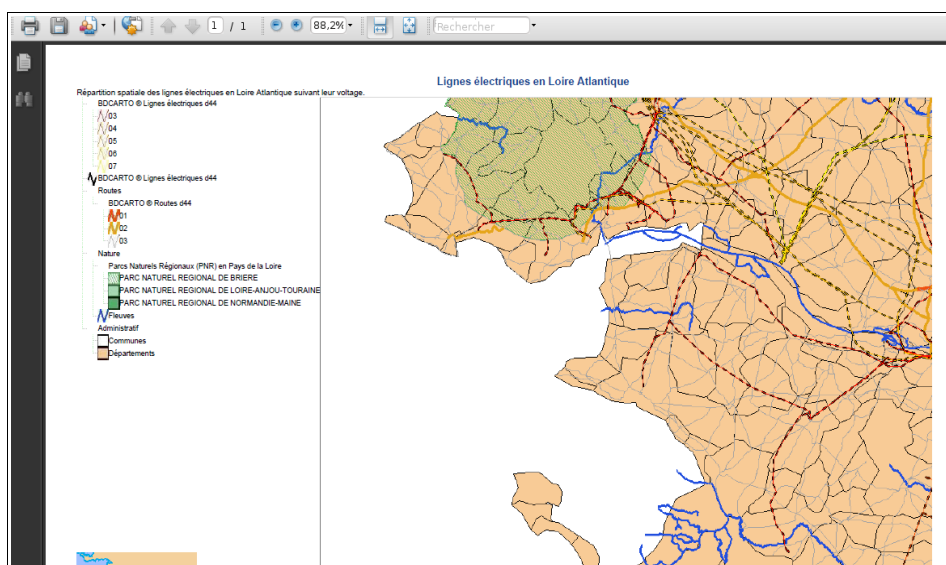 1 / 1
88,2%
Rechercher
Lignes électriques en Loire Atlantique
Répartition spatiale des lignes électriques en Loire Atlantique suivant leur voltage.
BDCARTO ® Lignes électriques d44
03
04
05
06
07
BDCARTO ® Lignes électriques d44
Routes
BDCARTO ® Routes d44
01
02
03
Nature
Parcs Naturels Régionaux (PNR) en Pays de la Loire
PARC NATUREL REGIONAL DE BRIERE
PARC NATUREL REGIONAL DE LOIRE-ANJOU-TOURAINE
PARC NATUREL REGIONAL DE NORMANDIE-MAINE
Fleuves
Administratif
Communes
Départements